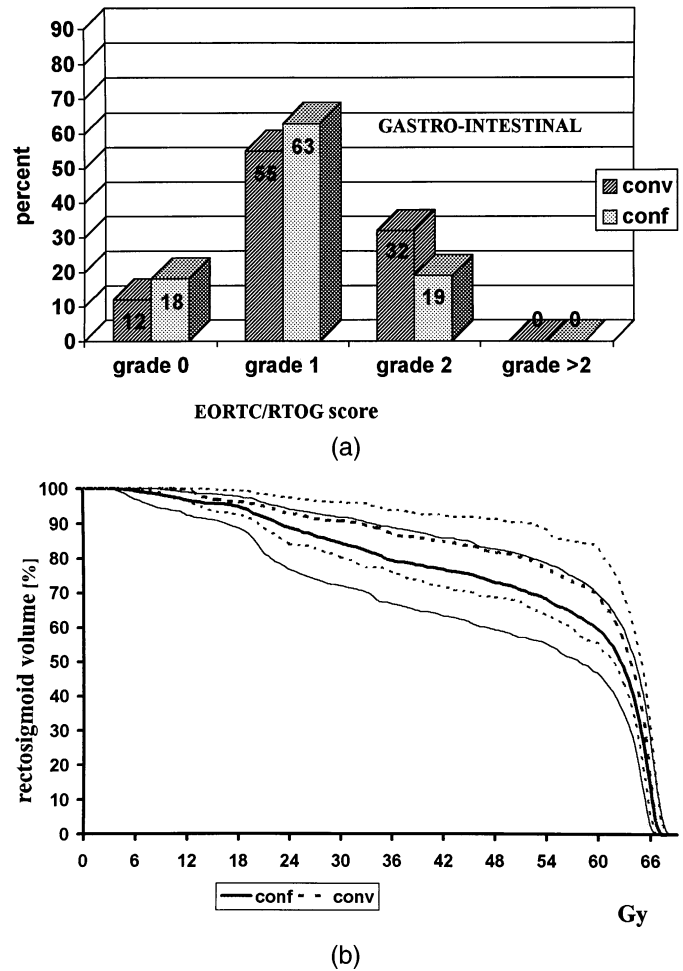 90
80
70
60
50
40
30
20
10
0
percent
GASTRO-INTESTINAL
conv
conf
12
18
55
63
32
19
0
0
grade 0
grade 1
grade 2
grade >2
EORTC/RTOG score
(a)
100
90
80
70
60
50
40
30
20
10
0
rectosigmoid volume [%]
0 6 12 18 24 30 36 42 48 54 60 66
conf
conv
Gy
(b)